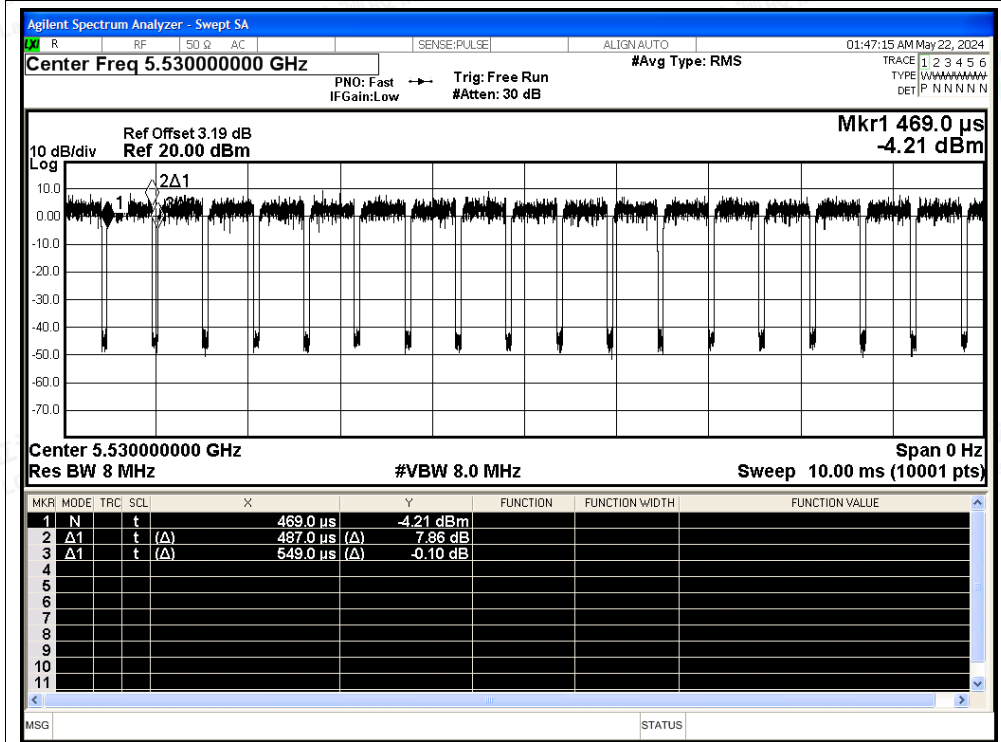 Agilent Spectrum Analyzer - Swept SA
LXI R RF 50 Ω AC SENSE:PULSE ALIGN AUTO 01:47:15 AM May 22, 2024
Center Freq 5.530000000 GHz #Avg Type: RMS TRACE 1 2 3 4 5 6
PNO: Fast Trig: Free Run TYPE WWWWWW
IFGain:Low #Atten: 30 dB DET P N N N N N
Mkr1 469.0 µs
Ref Offset 3.19 dB
10 dB/div Ref 20.00 dBm -4.21 dBm
Log
2Δ1
10.0
1
0.00
-10.0
-20.0
-30.0
-40.0
-50.0
-60.0
-70.0
Center 5.530000000 GHz Span 0 Hz
Res BW 8 MHz #VBW 8.0 MHz Sweep 10.00 ms (10001 pts)
MKR MODE TRC SCL X Y FUNCTION FUNCTION WIDTH FUNCTION VALUE
1 N t 469.0 µs -4.21 dBm
2 Δ1 t (Δ) 487.0 µs (Δ) 7.86 dB
3 Δ1 t (Δ) 549.0 µs (Δ) -0.10 dB
4
5
6
7
8
9
10
11
MSG STATUS